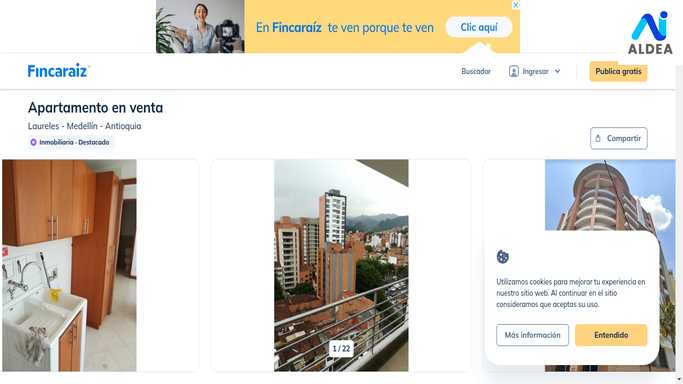 En Fincaraíz te ven porque te ven
Clic aquí
ALDEA
Fincaraiz
Buscador
Ingresar
Publica gratis
Apartamento en venta
Laureles - Medellín - Antioquia
Inmobiliaria · Destacado
Compartir
1 / 22
Utilizamos cookies para mejorar tu experiencia en
nuestro sitio web. Al continuar en el sitio
consideramos que aceptas su uso.
Más información
Entendido